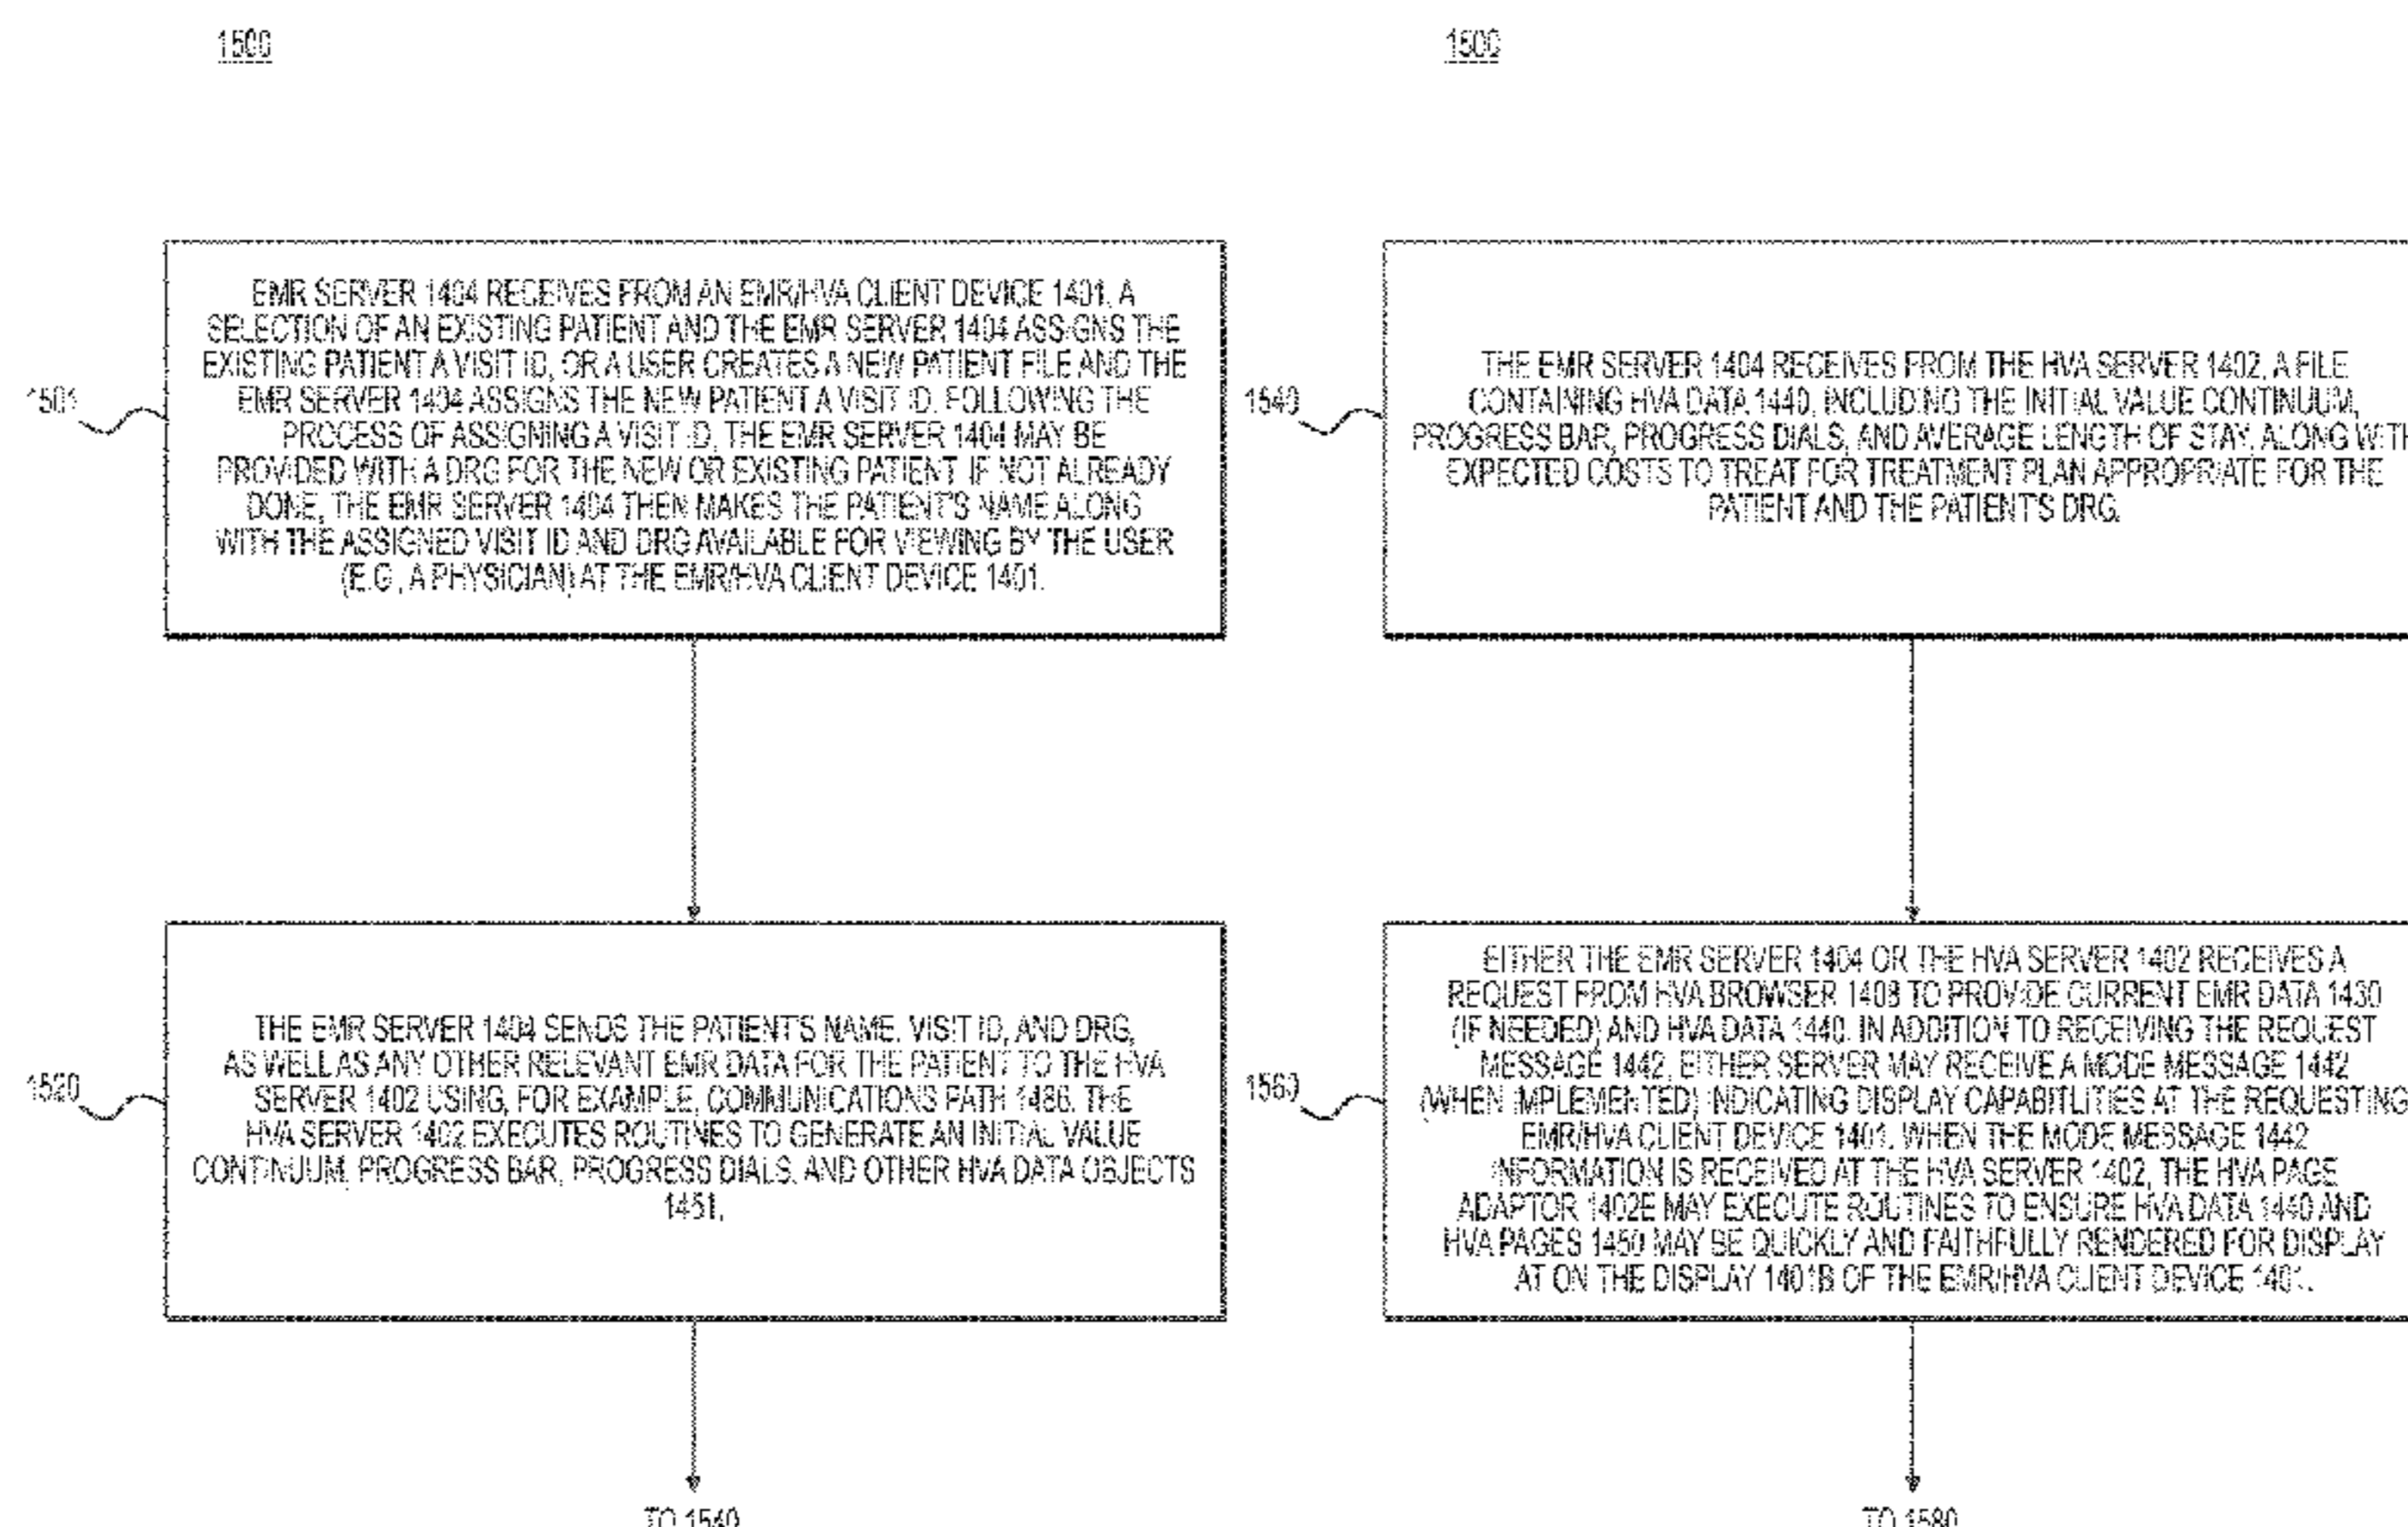 1500
1501
EMR SERVER 1404 RECEIVES FROM AN EMR/HVA CLIENT DEVICE 1401, A
SELECTION OF AN EXISTING PATIENT AND THE EMR SERVER 1404 ASSIGNS THE
EXISTING PATIENT A VISIT ID, OR A USER CREATES A NEW PATIENT FILE AND THE
EMR SERVER 1404 ASSIGNS THE NEW PATIENT A VISIT ID. FOLLOWING THE
PROCESS OF ASSIGNING A VISIT ID, THE EMR SERVER 1404 MAY BE
PROVIDED WITH A DRG FOR THE NEW OR EXISTING PATIENT. IF NOT ALREADY
DONE, THE EMR SERVER 1404 THEN MAKES THE PATIENT'S NAME ALONG
WITH THE ASSIGNED VISIT ID AND DRG AVAILABLE FOR VIEWING BY THE USER
(E.G., A PHYSICIAN) AT THE EMR/HVA CLIENT DEVICE 1401.
1520
THE EMR SERVER 1404 SENDS THE PATIENT'S NAME, VISIT ID, AND DRG,
AS WELL AS ANY OTHER RELEVANT EMR DATA FOR THE PATIENT TO THE HVA
SERVER 1402 USING, FOR EXAMPLE, COMMUNICATIONS PATH 1486. THE
HVA SERVER 1402 EXECUTES ROUTINES TO GENERATE AN INITIAL VALUE
CONTINUUM, PROGRESS BAR, PROGRESS DIALS, AND OTHER HVA DATA OBJECTS
1451.
TO 1540
1500
1540
THE EMR SERVER 1404 RECEIVES FROM THE HVA SERVER 1402, A FILE
CONTAINING HVA DATA 1440, INCLUDING THE INITIAL VALUE CONTINUUM,
PROGRESS BAR, PROGRESS DIALS, AND AVERAGE LENGTH OF STAY, ALONG WITH
EXPECTED COSTS TO TREAT FOR TREATMENT PLAN APPROPRIATE FOR THE
PATIENT AND THE PATIENT'S DRG.
1560
EITHER THE EMR SERVER 1404 OR THE HVA SERVER 1402 RECEIVES A
REQUEST FROM HVA BROWSER 1408 TO PROVIDE CURRENT EMR DATA 1430
(IF NEEDED) AND HVA DATA 1440. IN ADDITION TO RECEIVING THE REQUEST
MESSAGE 1442, EITHER SERVER MAY RECEIVE A MODE MESSAGE 1442
(WHEN IMPLEMENTED) INDICATING DISPLAY CAPABITLITIES AT THE REQUESTING
EMR/HVA CLIENT DEVICE 1401. WHEN THE MODE MESSAGE 1442
INFORMATION IS RECEIVED AT THE HVA SERVER 1402, THE HVA PAGE
ADAPTOR 1402E MAY EXECUTE ROUTINES TO ENSURE HVA DATA 1440 AND
HVA PAGES 1450 MAY BE QUICKLY AND FAITHFULLY RENDERED FOR DISPLAY
AT ON THE DISPLAY 1401B OF THE EMR/HVA CLIENT DEVICE 1401.
TO 1580